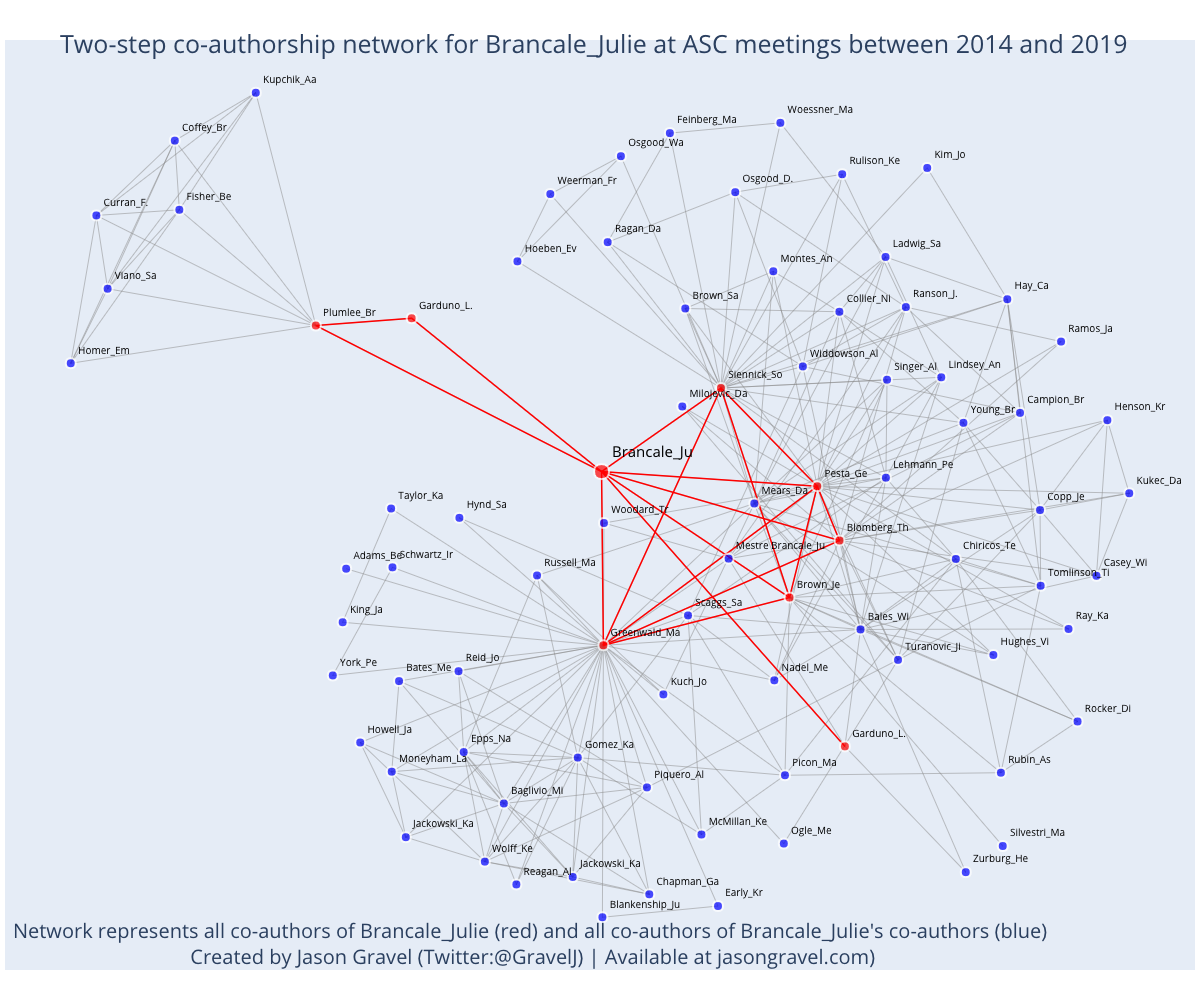 Two-step co-authorship network for Brancale_Julie at ASC meetings between 2014 and 2019
Kupchik_Aa
Coffey_Br
Curran_F.
Fisher_Be
Viano_Sa
Homer_Em
Plumlee_Br
Garduno_L.
Woessner_Ma
Feinberg_Ma
Osgood_Wa
Weerman_Fr
Osgood_D.
Rulison_Ke
Kim_Jo
Ragan_Da
Hoeben_Ev
Montes_An
Ladwig_Sa
Brown_Sa
Collier_Ni
Ranson_J.
Hay_Ca
Ramos_Ja
Widdowson_Al
Siennick_So
Singer_Al
Lindsey_An
Milojevic_Da
Young_Br
Campion_Br
Henson_Kr
Brancale_Ju
Pesta_Ge
Lehmann_Pe
Kukec_Da
Taylor_Ka
Hynd_Sa
Woodard_Tr
Mears_Da
Copp_Je
Blomberg_Th
Adams_Be
Schwartz_Ir
Russell_Ma
Mestre Brancale_Ju
Chiricos_Te
Casey_Wi
Tomlinson_Ti
Brown_Je
King_Ja
Scaggs_Sa
Greenwald_Ma
Bales_Wi
Ray_Ka
York_Pe
Bates_Me
Reid_Jo
Kuch_Jo
Nadel_Me
Turanovic_Ji
Hughes_Vi
Rocker_Di
Howell_Ja
Epps_Na
Gomez_Ka
Garduno_L.
Moneyham_La
Piquero_Al
Picon_Ma
Rubin_As
Baglivio_Mi
Jackowski_Ka
McMillan_Ke
Ogle_Me
Silvestri_Ma
Wolff_Ke
Zurburg_He
Reagan_Al
Jackowski_Ka
Chapman_Ga
Early_Kr
Blankenship_Ju
Network represents all co-authors of Brancale_Julie (red) and all co-authors of Brancale_Julie's co-authors (blue)
Created by Jason Gravel (Twitter:@GravelJ) | Available at jasongravel.com)